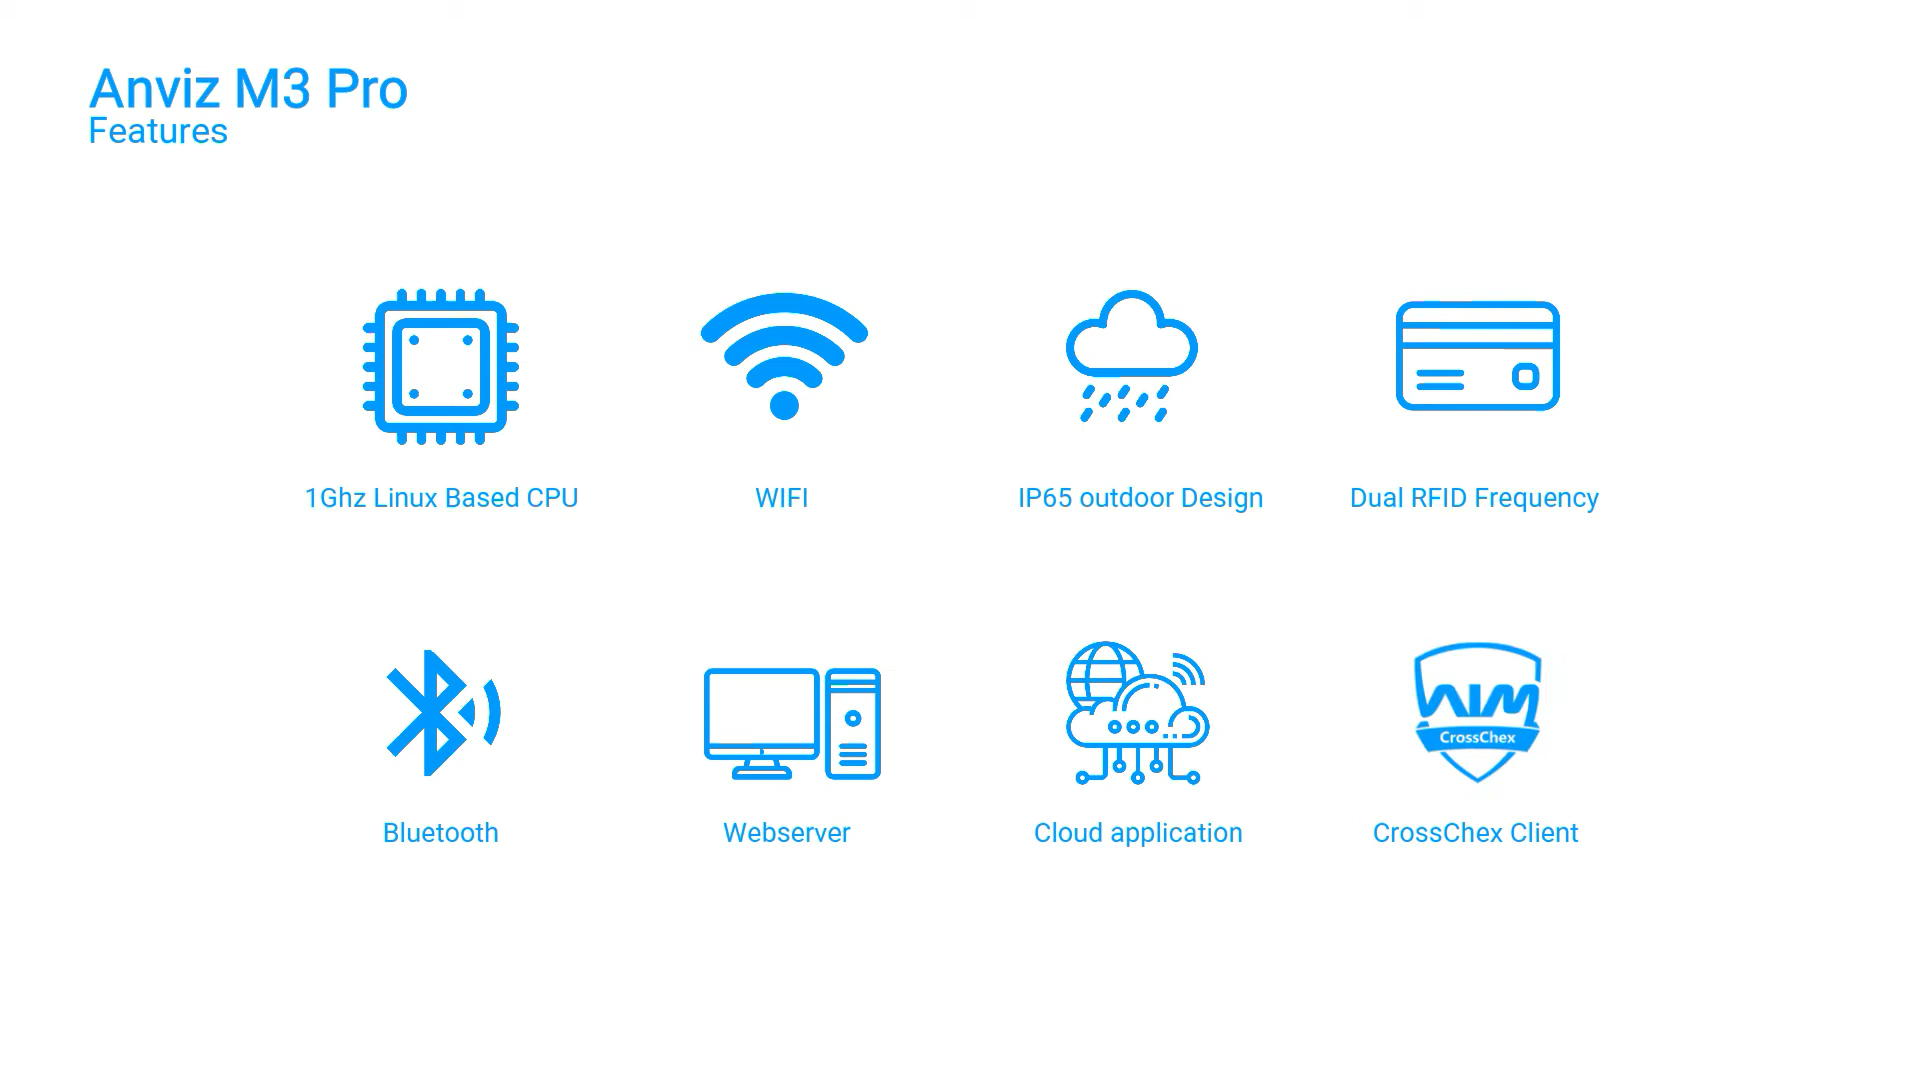 Anviz M3 Pro
Features
1Ghz Linux Based CPU
WIFI
IP65 outdoor Design
Dual RFID Frequency
CrossChex
Bluetooth
Webserver
Cloud application
CrossChex Client